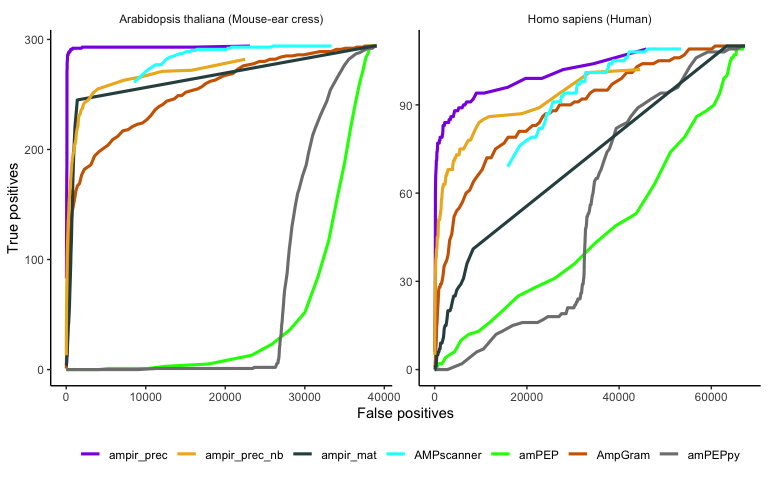 Arabidopsis thaliana (Mouse-ear cress)
Homo sapiens (Human)
True positives
300
200
100
0
90
60
30
0
0 10000 20000 30000 40000
0 20000 40000 60000
False positives
ampir_prec ampir_prec_nb ampir_mat AMPscanner amPEP AmpGram amPEPpy